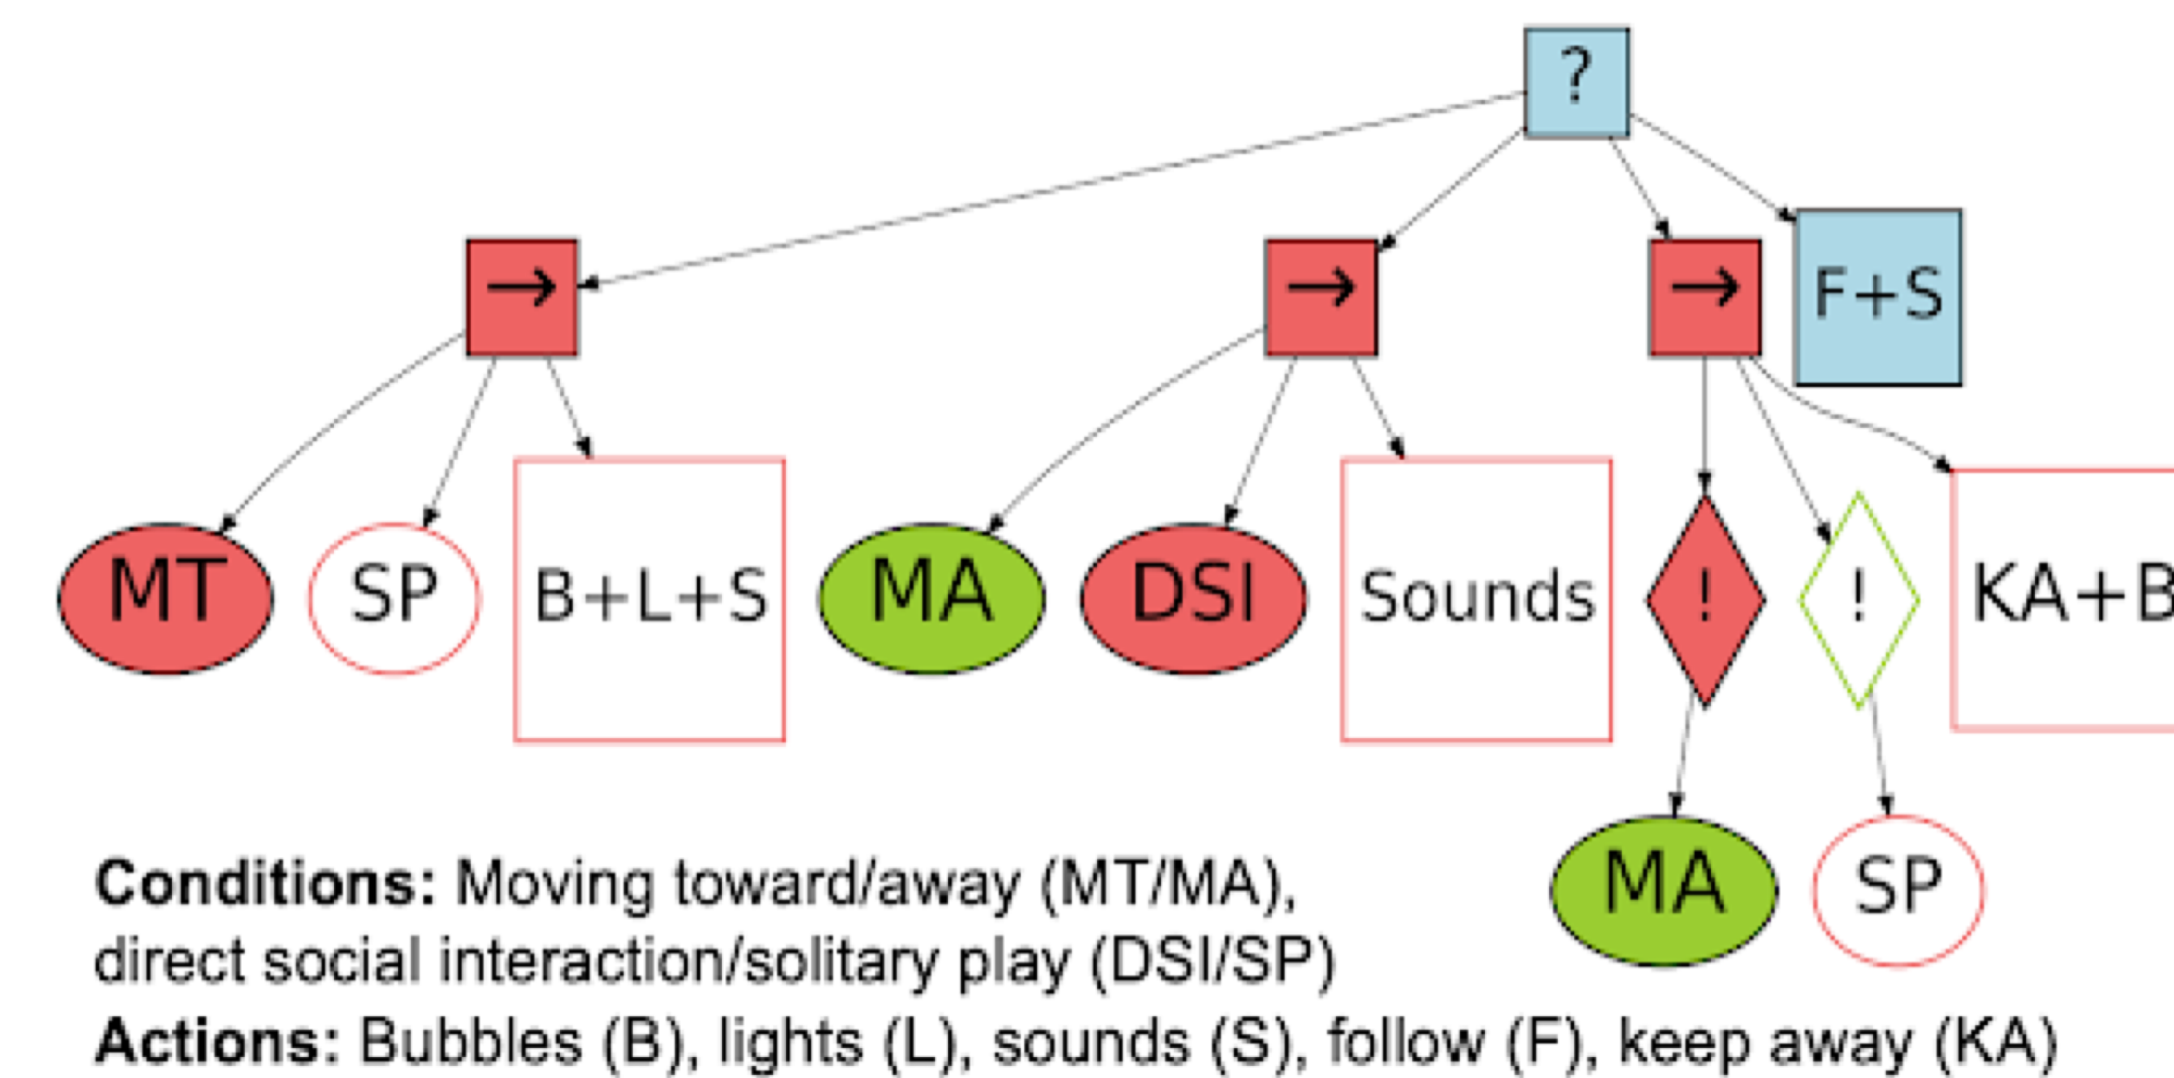 ?
→ → → F+S
MT SP B+L+S MA DSI Sounds ! ! KA+B
MA SP
Conditions: Moving toward/away (MT/MA),
direct social interaction/solitary play (DSI/SP)
Actions: Bubbles (B), lights (L), sounds (S), follow (F), keep away (KA)